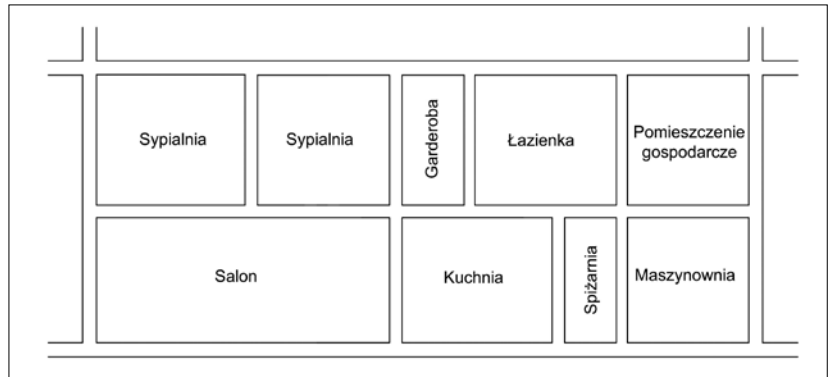 Sypialnia
Sypialnia
Garderoba
Łazienka
Pomieszczenie
gospodarcze
Salon
Kuchnia
Spiżarnia
Maszynownia